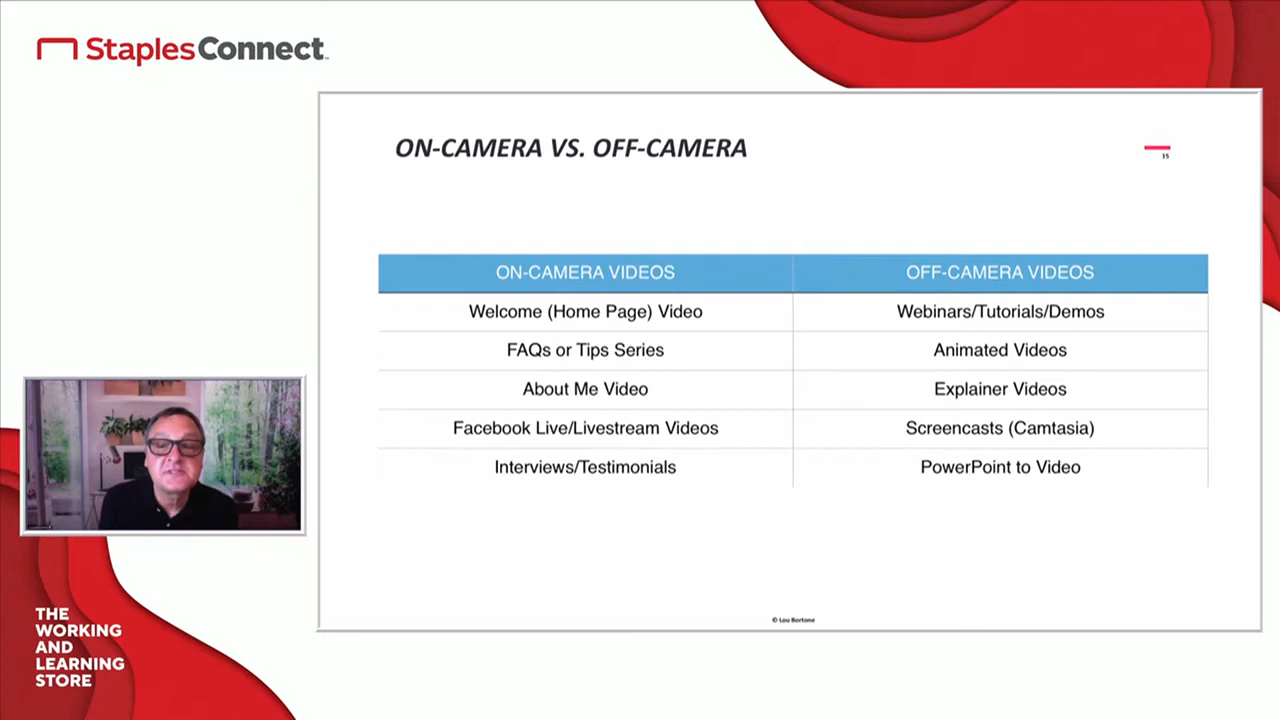 StaplesConnect™
ON-CAMERA VS. OFF-CAMERA
15
ON-CAMERA VIDEOS
OFF-CAMERA VIDEOS
Welcome (Home Page) Video
Webinars/Tutorials/Demos
FAQs or Tips Series
Animated Videos
About Me Video
Explainer Videos
Facebook Live/Livestream Videos
Screencasts (Camtasia)
Interviews/Testimonials
PowerPoint to Video
© Lou Bortone
THE
WORKING
AND
LEARNING
STORE